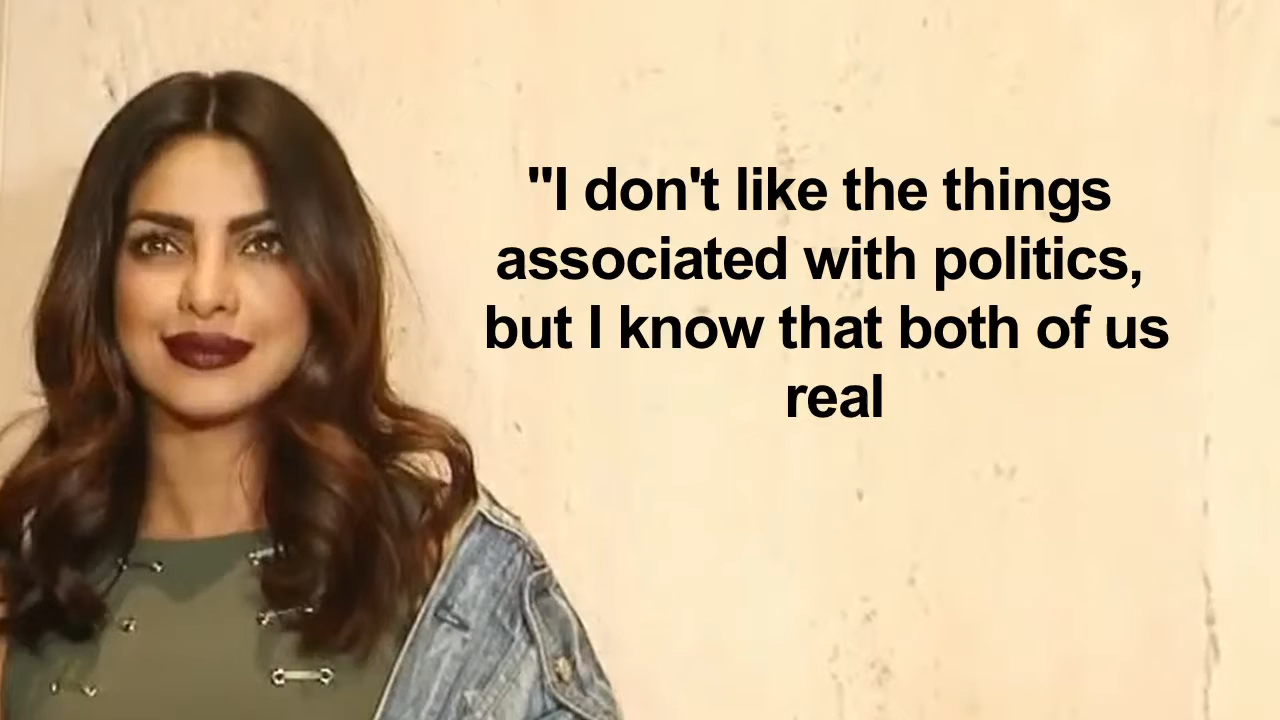 "I don't like the things
associated with politics,
but I know that both of us
real